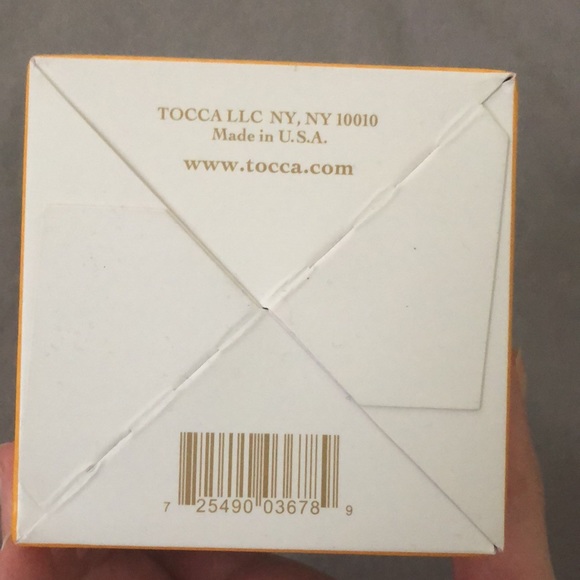 TOCCA LLC NY, NY 10010
Made in U.S.A.
www.tocca.com
7 25490 03678 9